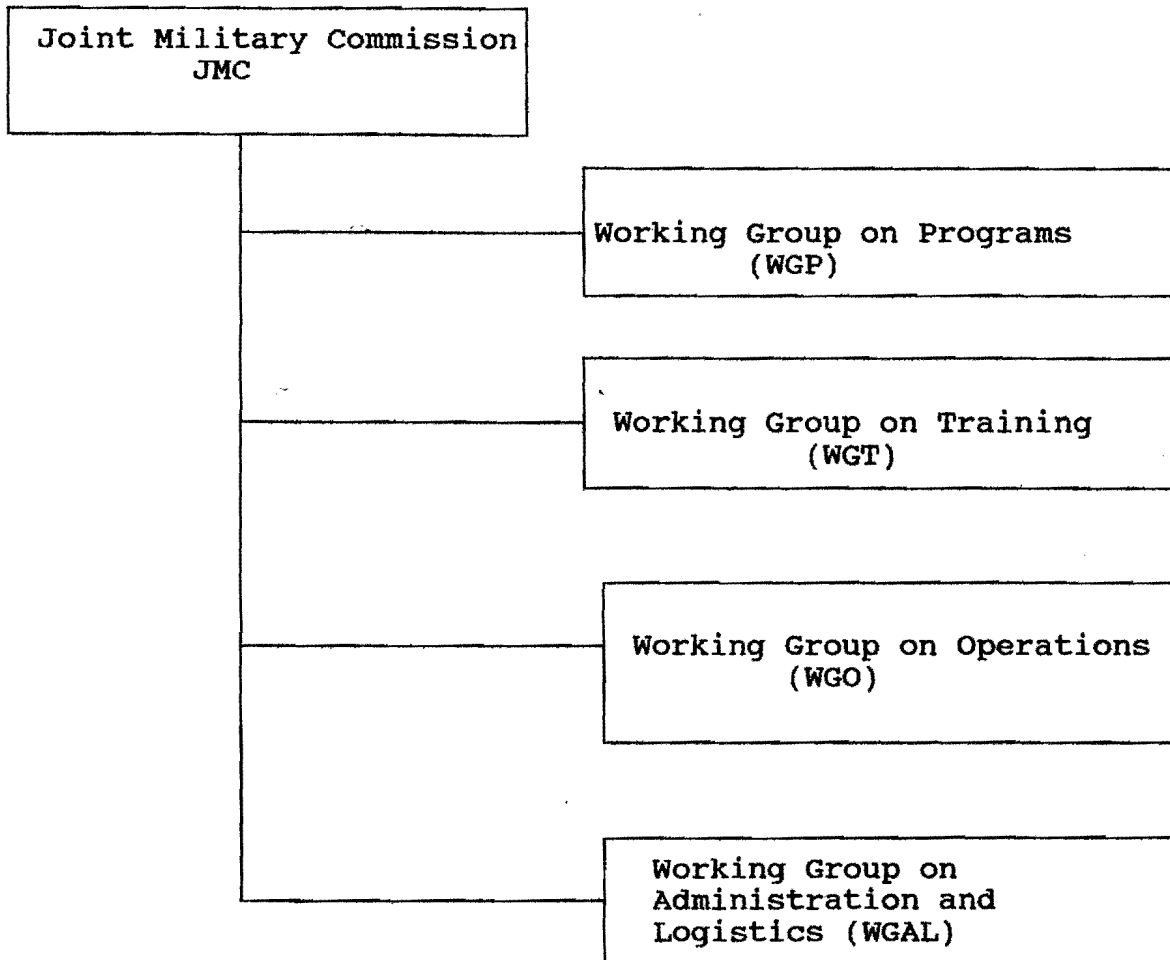 Joint Military Commission
JMC
Working Group on Programs
(WGP)
Working Group on Training
(WGT)
Working Group on Operations
(WGO)
Working Group on
Administration and
Logistics (WGAL)